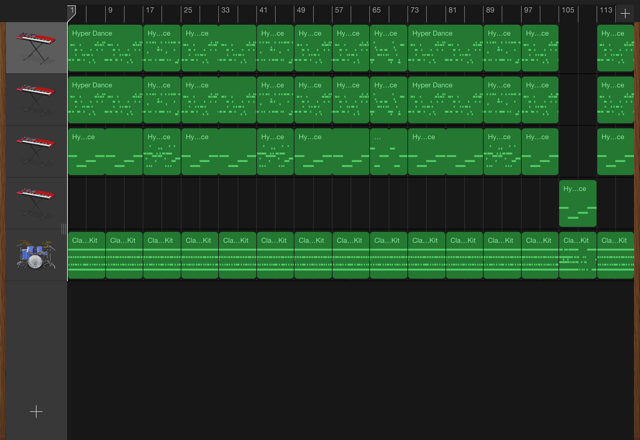 1 9 17 25 33 41 49 57 65 73 81 89 97 105 113
Hyper Dance Hy...ce Hy...ce Hy...ce Hy...ce Hy...ce Hy...ce Hyper Dance Hy...ce Hy...ce Hy...ce
Hyper Dance Hy...ce Hy...ce Hy...ce Hy...ce Hy...ce Hy...ce Hyper Dance Hy...ce Hy...ce Hy...ce
Hy...ce Hy...ce Hy...ce Hy...ce Hy...ce ... Hy...ce Hy...ce Hy...ce Hy...ce
Hy...ce
Cla...Kit Cla...Kit Cla...Kit Cla...Kit Cla...Kit Cla...Kit Cla...Kit Cla...Kit Cla...Kit Cla...Kit Cla...Kit Cla...Kit Cla...Kit Cla...Kit Cla...Kit